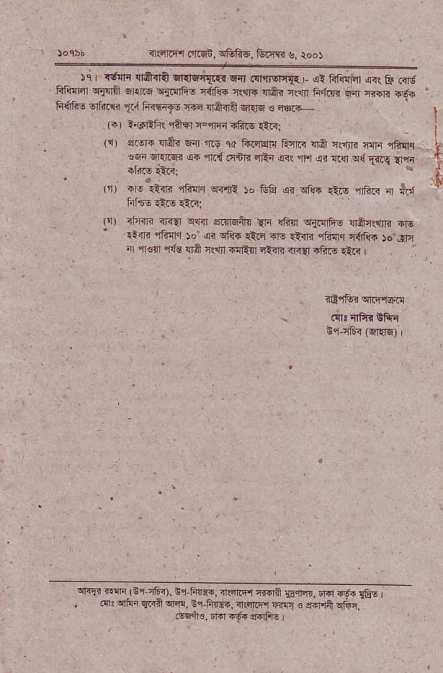 ১০৭৯৮ বাংলাদেশ গেজেট, অতিরিক্ত, ডিসেম্বর ৬, ২০০১
১৭। বর্তমান যাত্রীবাহী জাহাজসমূহের জন্য যোগ্যতাসমূহ।- এই বিধিমালা এবং ফ্রি বোর্ড
বিধিমালা অনুযায়ী জাহাজে অনুমোদিত সর্বাধিক সংখ্যক যাত্রীর সংখ্যা নির্ণয়ের জন্য সরকার কর্তৃক
নির্ধারিত তারিখের পূর্বে নিবন্ধনকৃত সকল যাত্রীবাহী জাহাজ ও লঞ্চকে—
(ক) ইনক্লাইনিং পরীক্ষা সম্পাদন করিতে হইবে;
(খ) প্রত্যেক যাত্রীর জন্য গড়ে ৭৫ কিলোগ্রাম হিসাবে যাত্রী সংখ্যার সমান পরিমাণ
ওজন জাহাজের এক পার্শ্বে সেন্টার লাইন এবং পাশ এর মধ্যে অর্ধ দূরত্বে স্থাপন
করিতে হইবে;
(গ) কাত হইবার পরিমাণ অবশ্যই ১০ ডিগ্রি এর অধিক হইতে পারিবে না মর্মে
নিশ্চিত হইতে হইবে;
(ঘ) বসিবার ব্যবস্থা অথবা প্রয়োজনীয় স্থান ধরিয়া অনুমোদিত যাত্রীসংখ্যার কাত
হইবার পরিমাণ ১০° এর অধিক হইলে কাত হইবার পরিমাণ সর্বাধিক ১০° হ্রাস
না পাওয়া পর্যন্ত যাত্রী সংখ্যা কমাইয়া লইবার ব্যবস্থা করিতে হইবে।
রাষ্ট্রপতির আদেশক্রমে
মোঃ নাসির উদ্দিন
উপ-সচিব (জাহাজ)।
আবদুর রহমান (উপ-সচিব), উপ-নিয়ন্ত্রক, বাংলাদেশ সরকারী মুদ্রণালয়, ঢাকা কর্তৃক মুদ্রিত।
মোঃ আমিন জুবেরী আলম, উপ-নিয়ন্ত্রক, বাংলাদেশ ফরমস্ ও প্রকাশনী অফিস,
তেজগাঁও, ঢাকা কর্তৃক প্রকাশিত।